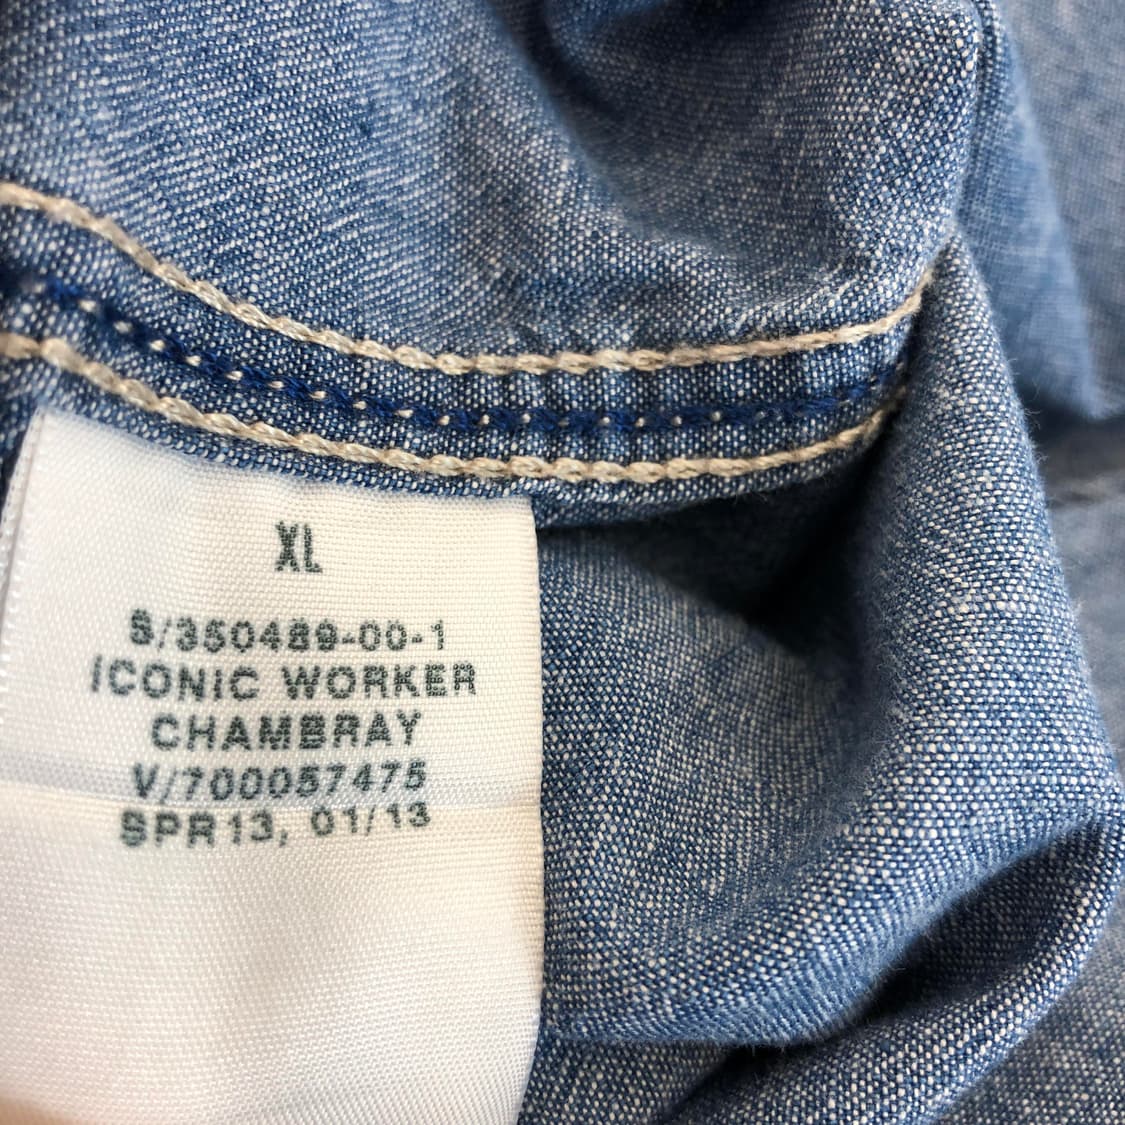 XL
S/350489-00-1
ICONIC WORKER
CHAMBRAY
V/700057475
SPR13, 01/13